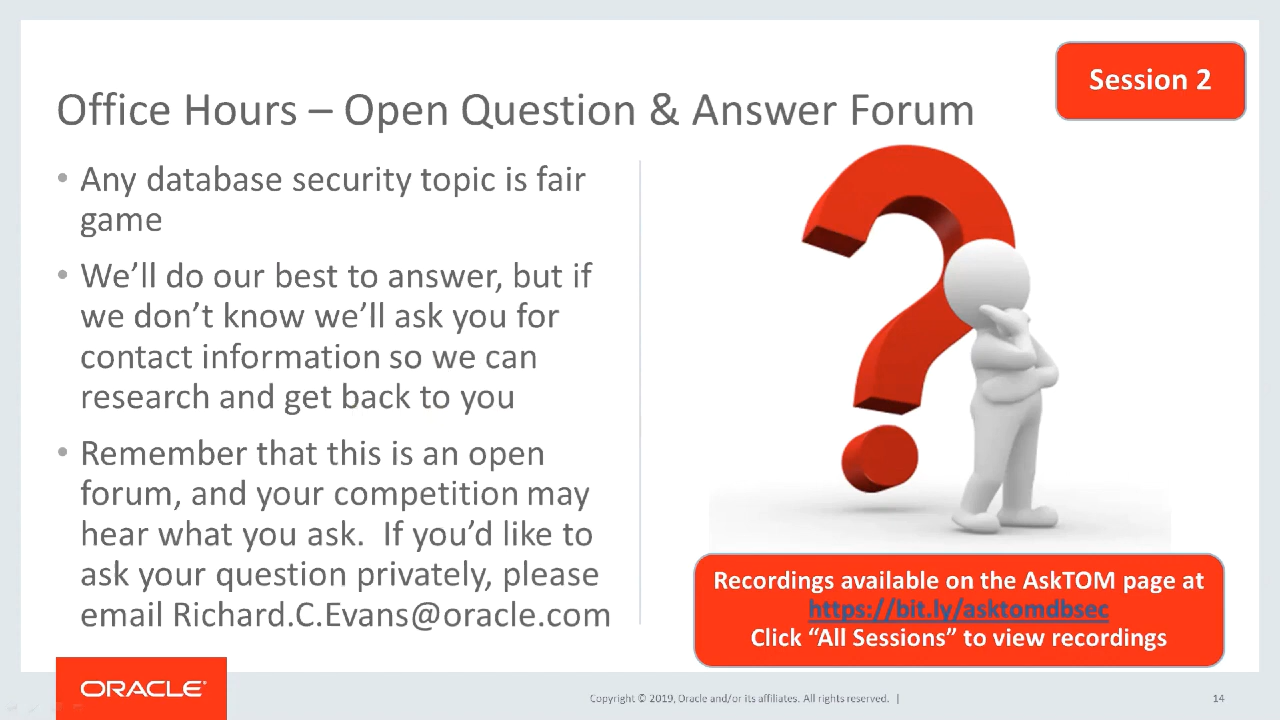 Session 2
Office Hours – Open Question & Answer Forum
• Any database security topic is fair
game
• We’ll do our best to answer, but if
we don’t know we’ll ask you for
contact information so we can
research and get back to you
• Remember that this is an open
forum, and your competition may
hear what you ask.  If you’d like to
ask your question privately, please
email Richard.C.Evans@oracle.com
Recordings available on the AskTOM page at
https://bit.ly/asktomdbsec
Click “All Sessions” to view recordings
ORACLE®
Copyright © 2019, Oracle and/or its affiliates. All rights reserved. |
14